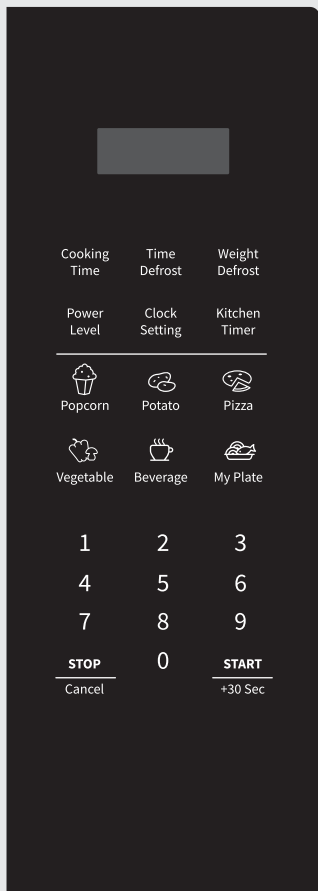 Cooking Time
Time Defrost
Weight Defrost
Power Level
Clock Setting
Kitchen Timer
Popcorn
Potato
Pizza
Vegetable
Beverage
My Plate
1 2 3
4 5 6
7 8 9
STOP 0 START
Cancel +30 Sec